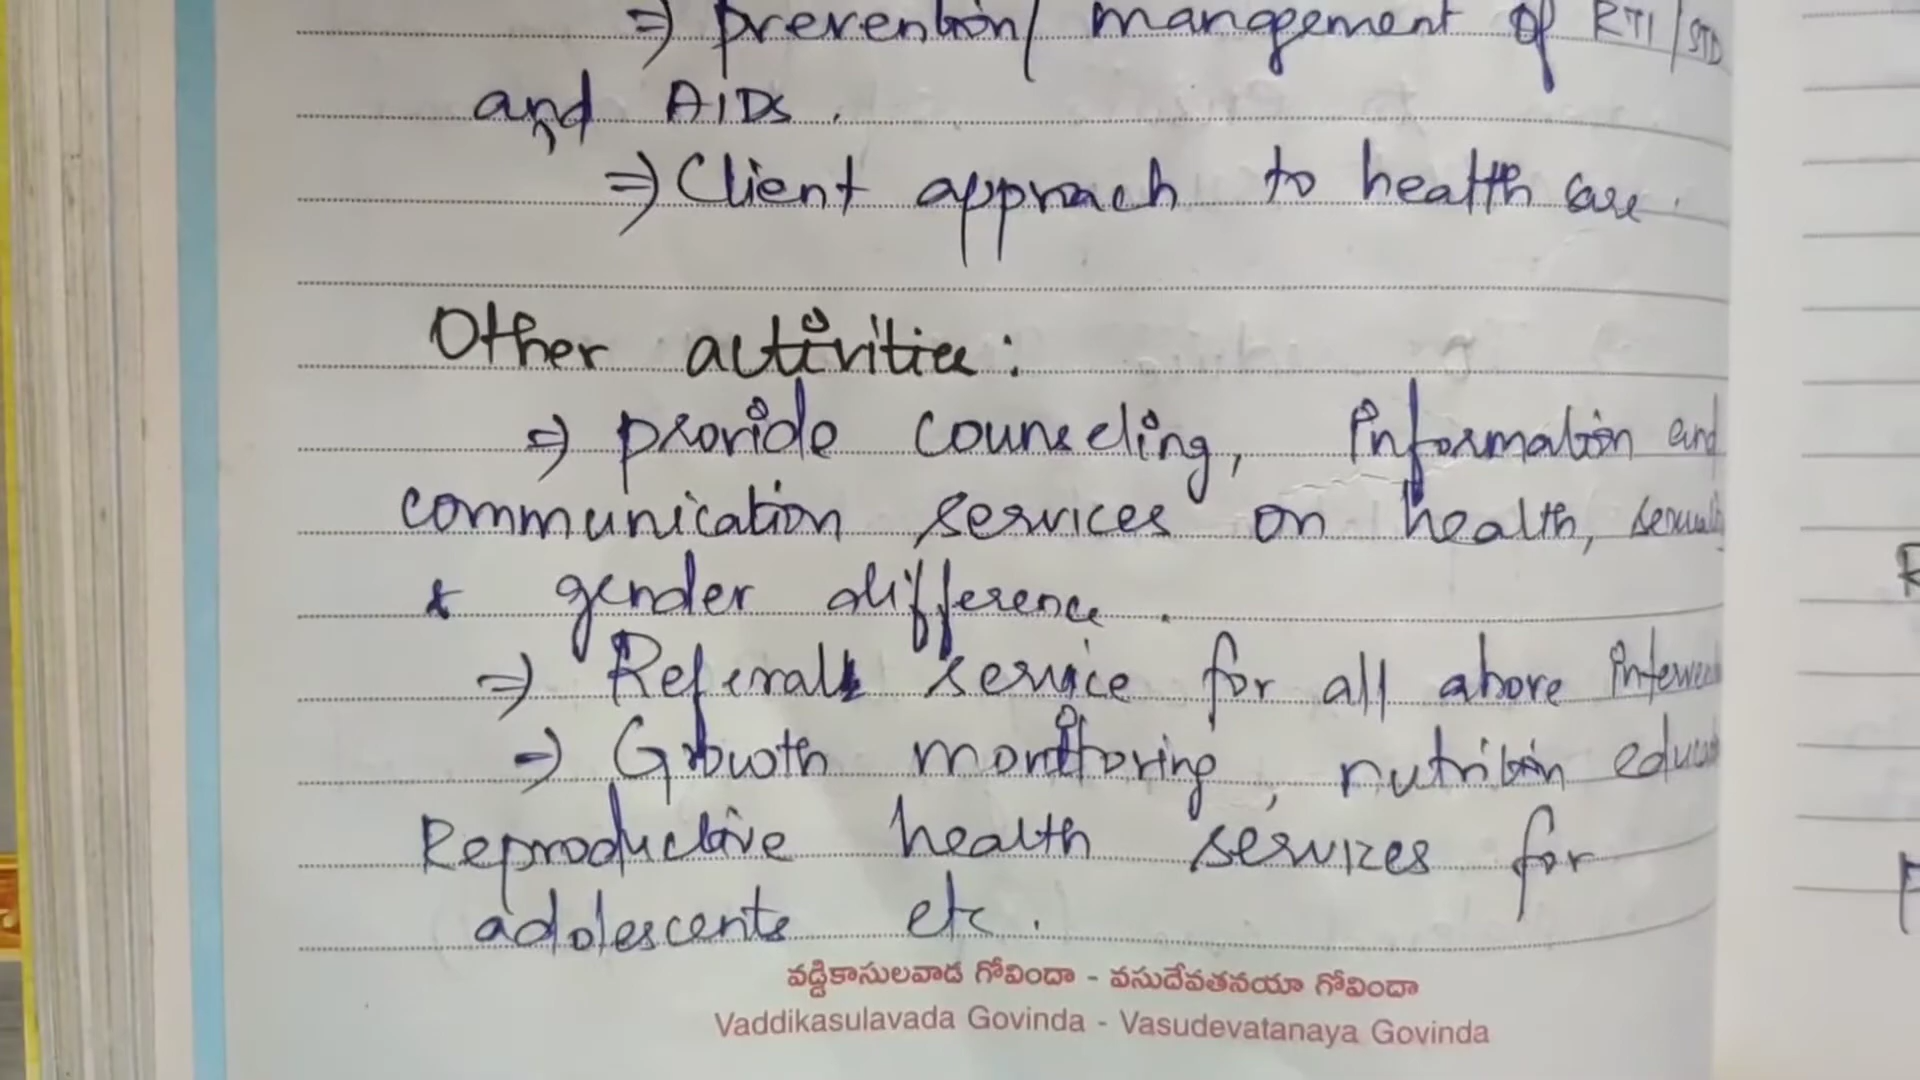 ⇒ prevention/ management of RTI/STD
and AIDs.
⇒ Client approach to health care.
Other activities:
⇒ provide counseling, information and
communication services on health,
& gender difference.
⇒ Referral service for all above
⇒ Growth monitoring, nutrition
Reproductive health services for
adolescents etc.
వడ్డికాసులవాడ గోవిందా - వసుదేవతనయా గోవిందా
Vaddikasulavada Govinda - Vasudevatanaya Govinda